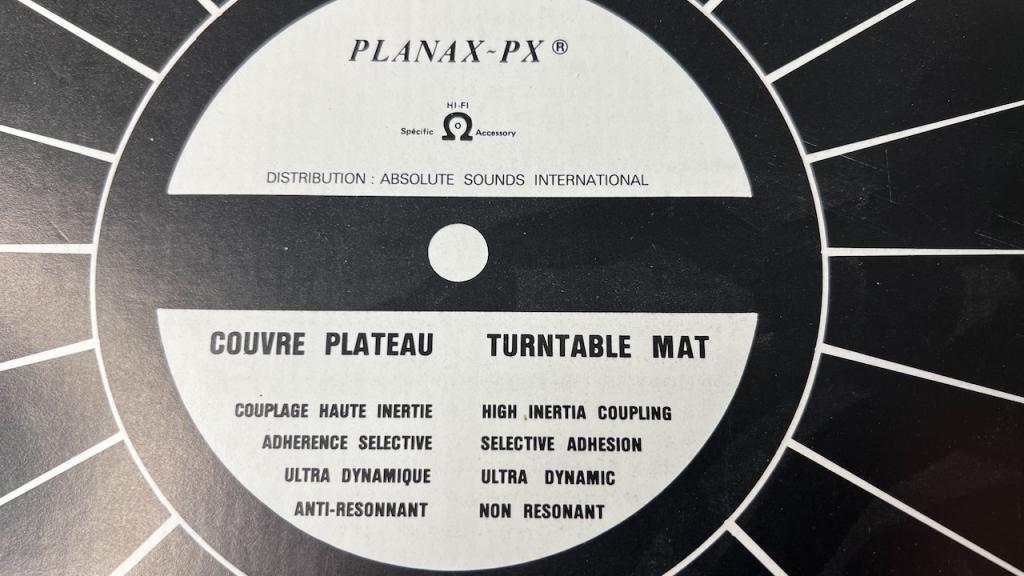 PLANAX-PX ®
HI-FI
Spécific Ω Accessory
DISTRIBUTION : ABSOLUTE SOUNDS INTERNATIONAL
COUVRE PLATEAU TURNTABLE MAT
COUPLAGE HAUTE INERTIE HIGH INERTIA COUPLING
ADHERENCE SELECTIVE SELECTIVE ADHESION
ULTRA DYNAMIQUE ULTRA DYNAMIC
ANTI-RESONNANT NON RESONANT